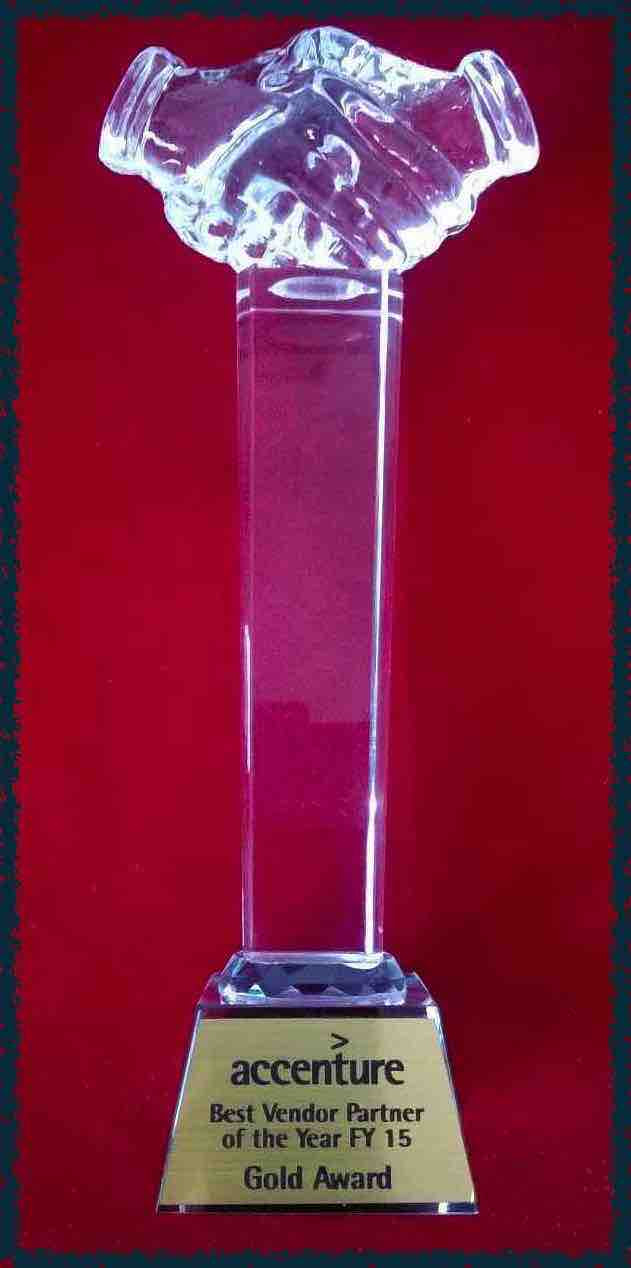 >
accenture
Best Vendor Partner
of the Year FY 15
Gold Award